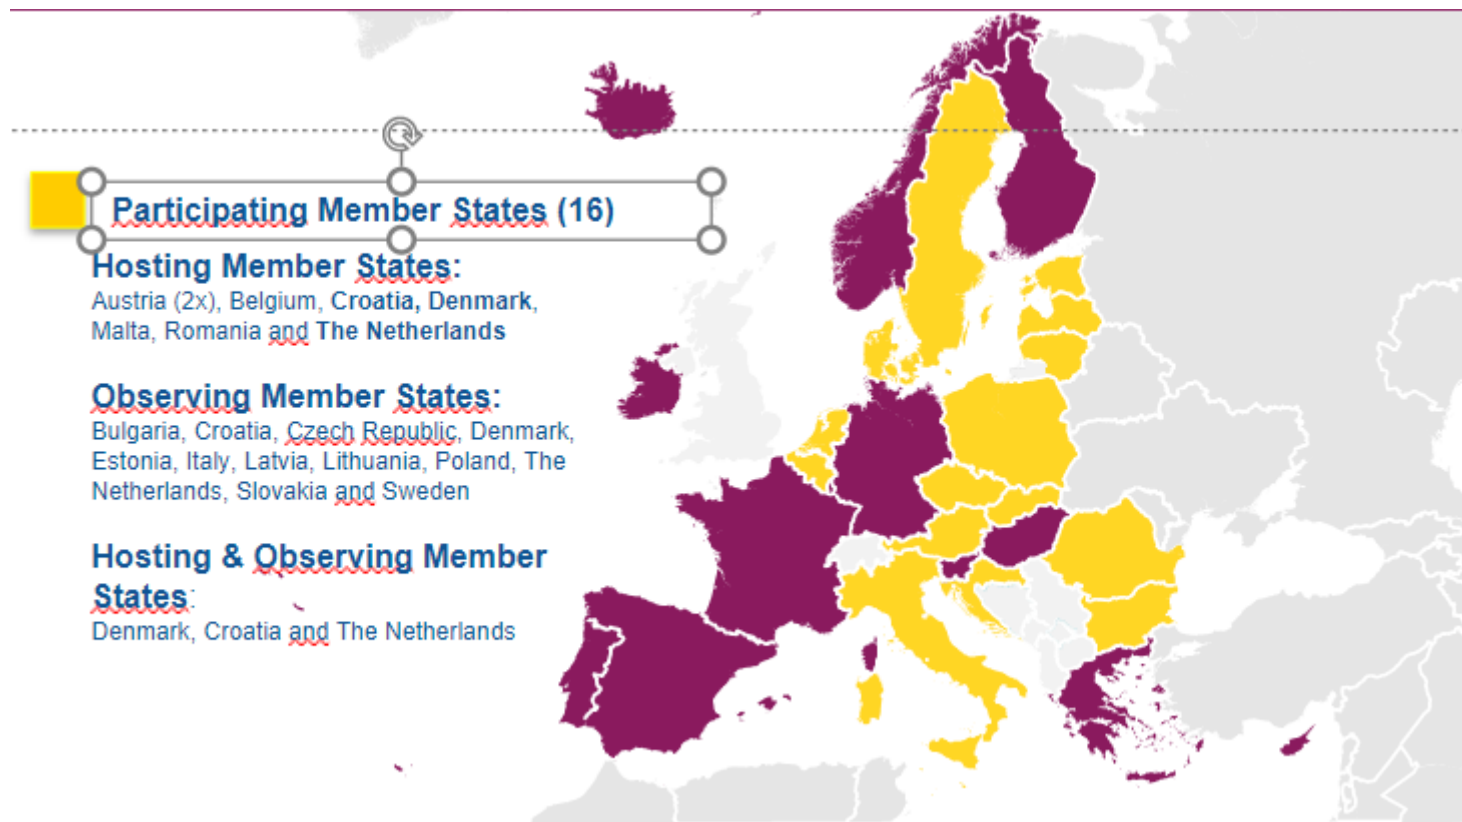 Participating Member States (16)
Hosting Member States:
Austria (2x), Belgium, Croatia, Denmark,
Malta, Romania and The Netherlands
Observing Member States:
Bulgaria, Croatia, Czech Republic, Denmark,
Estonia, Italy, Latvia, Lithuania, Poland, The
Netherlands, Slovakia and Sweden
Hosting & Observing Member
States:
Denmark, Croatia and The Netherlands